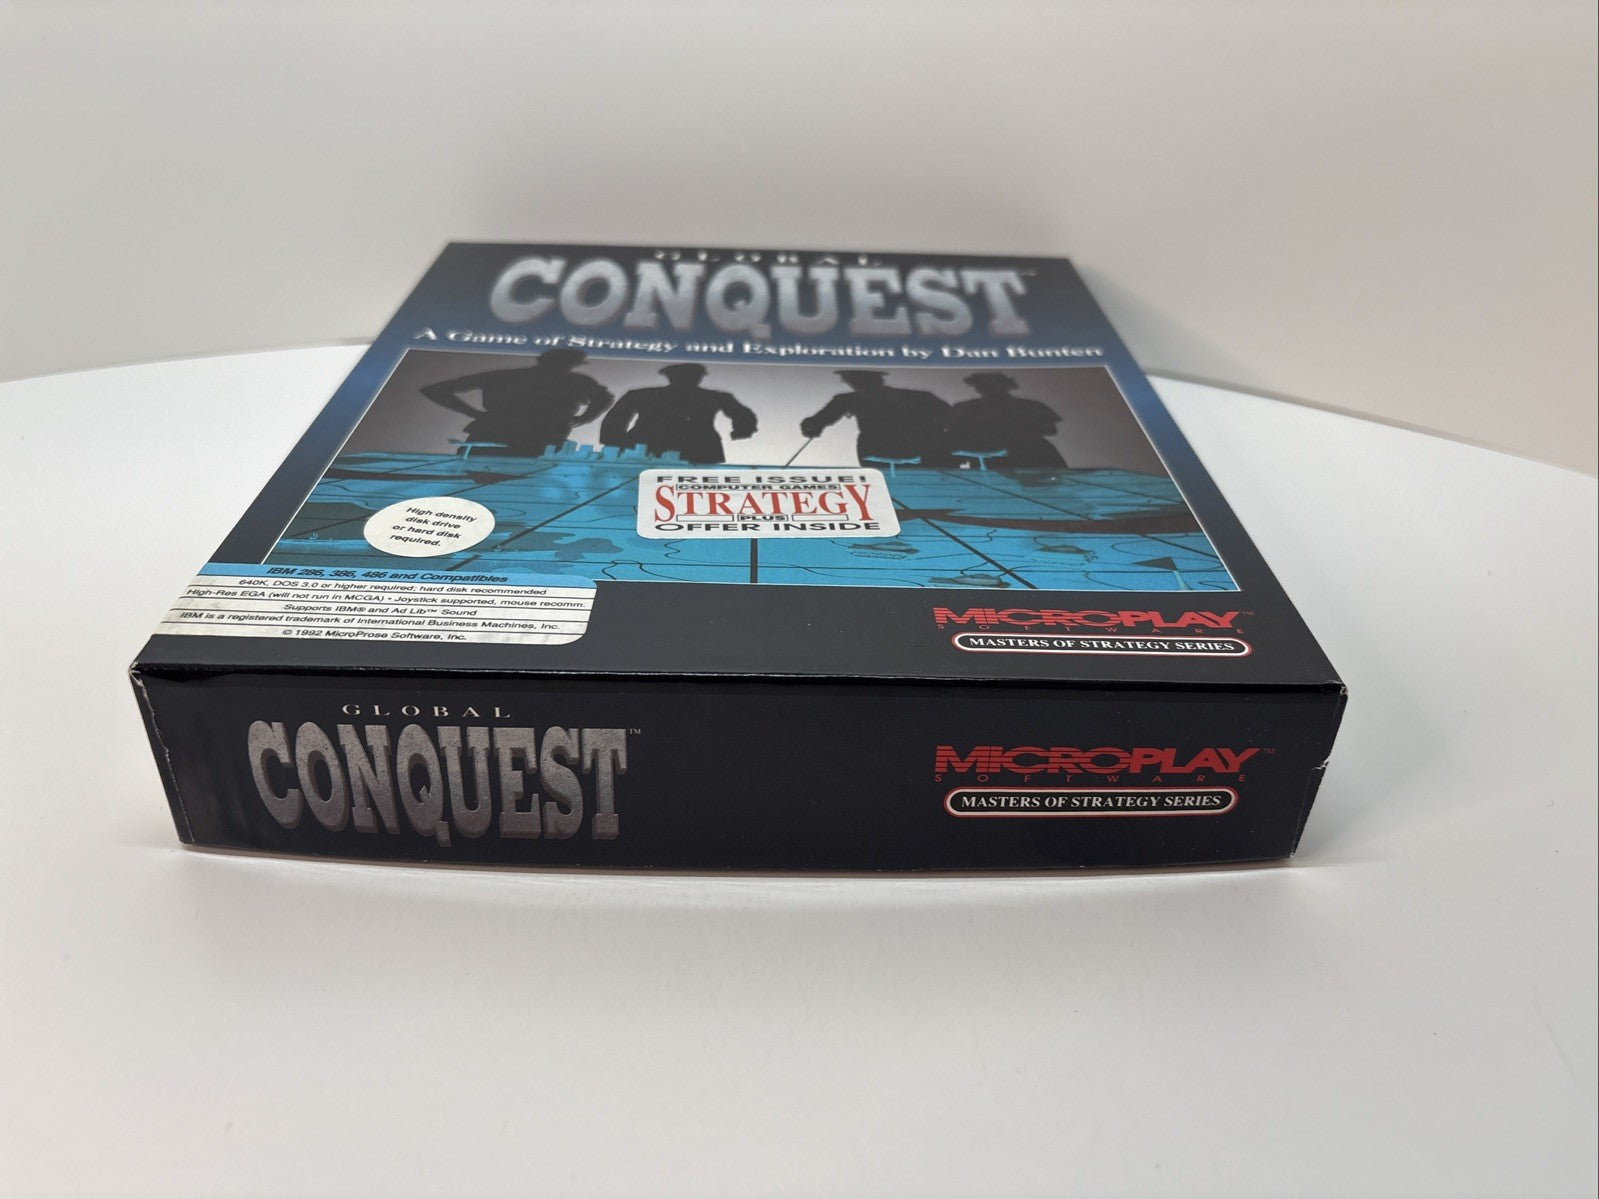 GLOBAL
CONQUEST
A Game of Strategy and Exploration by Dan Bunten
FREE ISSUE!
COMPUTER GAMES
STRATEGY
PLUS
OFFER INSIDE
High density
disk drive
or hard disk
required.
IBM 286, 386, 486 and Compatibles
640K, DOS 3.0 or higher required; hard disk recommended
High-Res EGA (will not run in MCGA) • Joystick supported, mouse recomm.
Supports IBM® and Ad Lib™ Sound
IBM is a registered trademark of International Business Machines, Inc.
© 1992 MicroProse Software, Inc.
MICROPLAY™
SOFTWARE
MASTERS OF STRATEGY SERIES
GLOBAL
CONQUEST™
MICROPLAY™
SOFTWARE
MASTERS OF STRATEGY SERIES